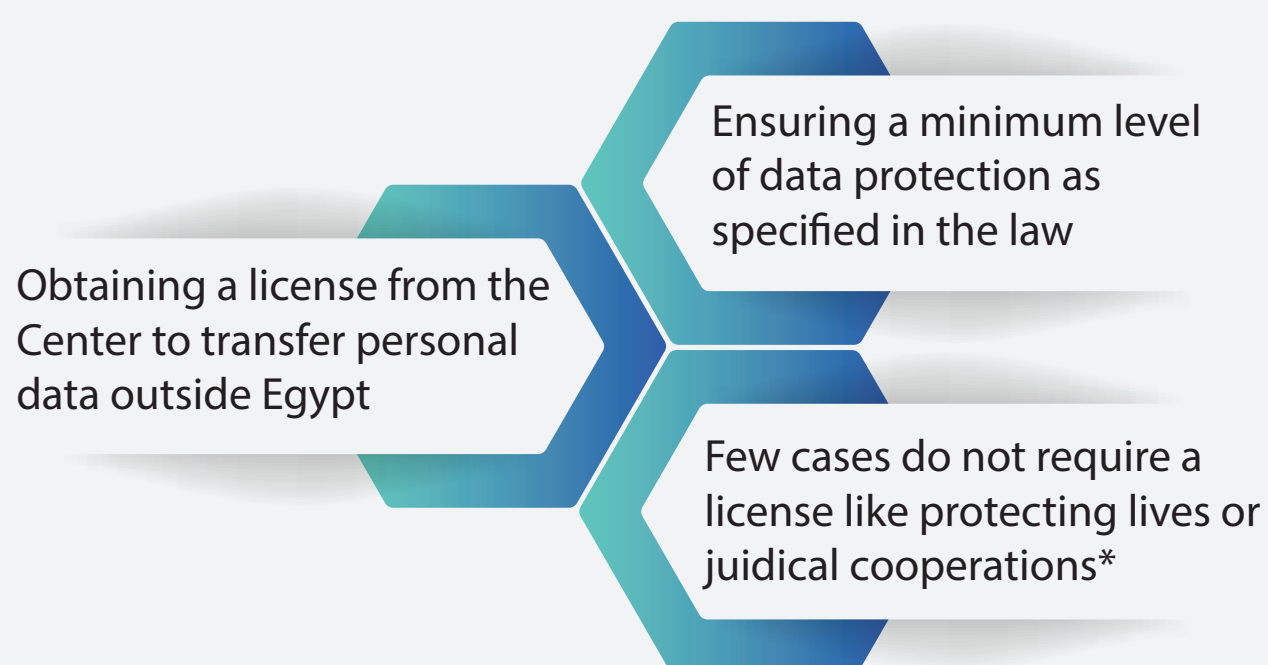 Ensuring a minimum level
of data protection as
specified in the law
Obtaining a license from the
Center to transfer personal
data outside Egypt
Few cases do not require a
license like protecting lives or
juidical cooperations*